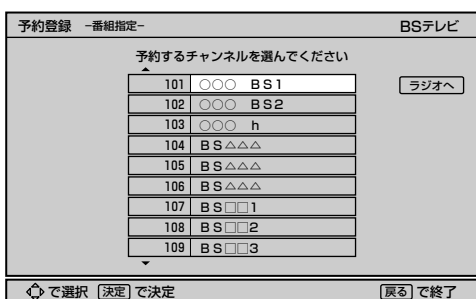 予約登録 −番組指定− BSテレビ
予約するチャンネルを選んでください
101 ○○○ BS1 ラジオへ
102 ○○○ BS2
103 ○○○ h
104 BS△△△
105 BS△△△
106 BS△△△
107 BS□□1
108 BS□□2
109 BS□□3
で選択 決定 で決定 戻る で終了